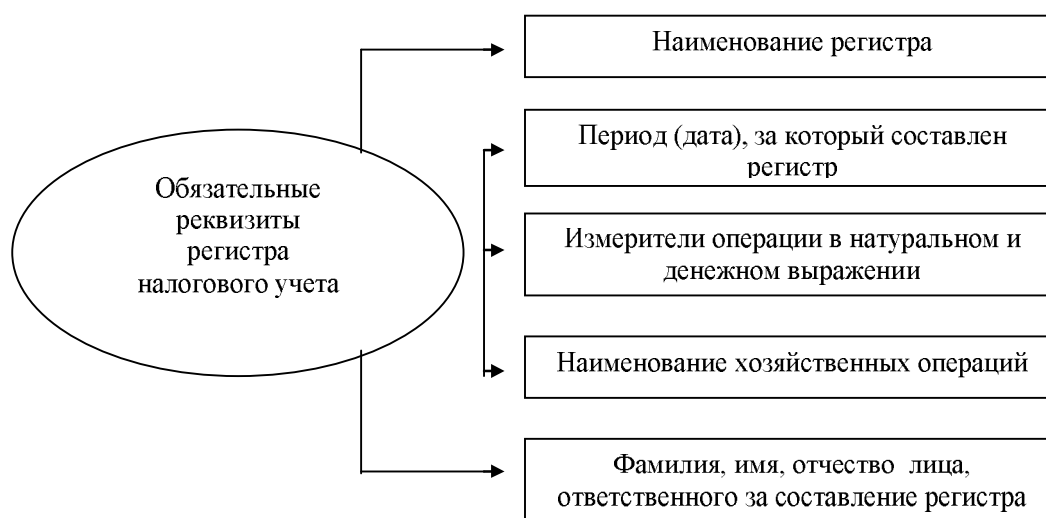 Наименование регистра
Период (дата), за который составлен
регистр
Обязательные
реквизиты
регистра
налогового учета
Измерители операции в натуральном и
денежном выражении
Наименование хозяйственных операций
Фамилия, имя, отчество лица,
ответственного за составление регистра